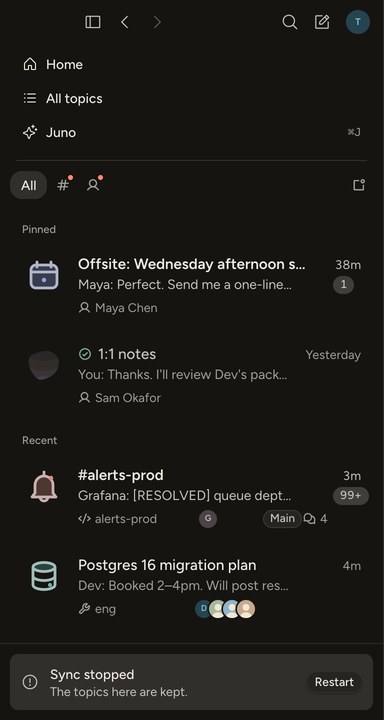 T
Home
All topics
Juno ⌘J
All
Pinned
Offsite: Wednesday afternoon s... 38m
Maya: Perfect. Send me a one-line... 1
Maya Chen
1:1 notes Yesterday
You: Thanks. I'll review Dev's pack...
Sam Okafor
Recent
#alerts-prod 3m
Grafana: [RESOLVED] queue dept... 99+
alerts-prod G Main 4
Postgres 16 migration plan 4m
Dev: Booked 2–4pm. Will post res...
eng D
Sync stopped
The topics here are kept.
Restart